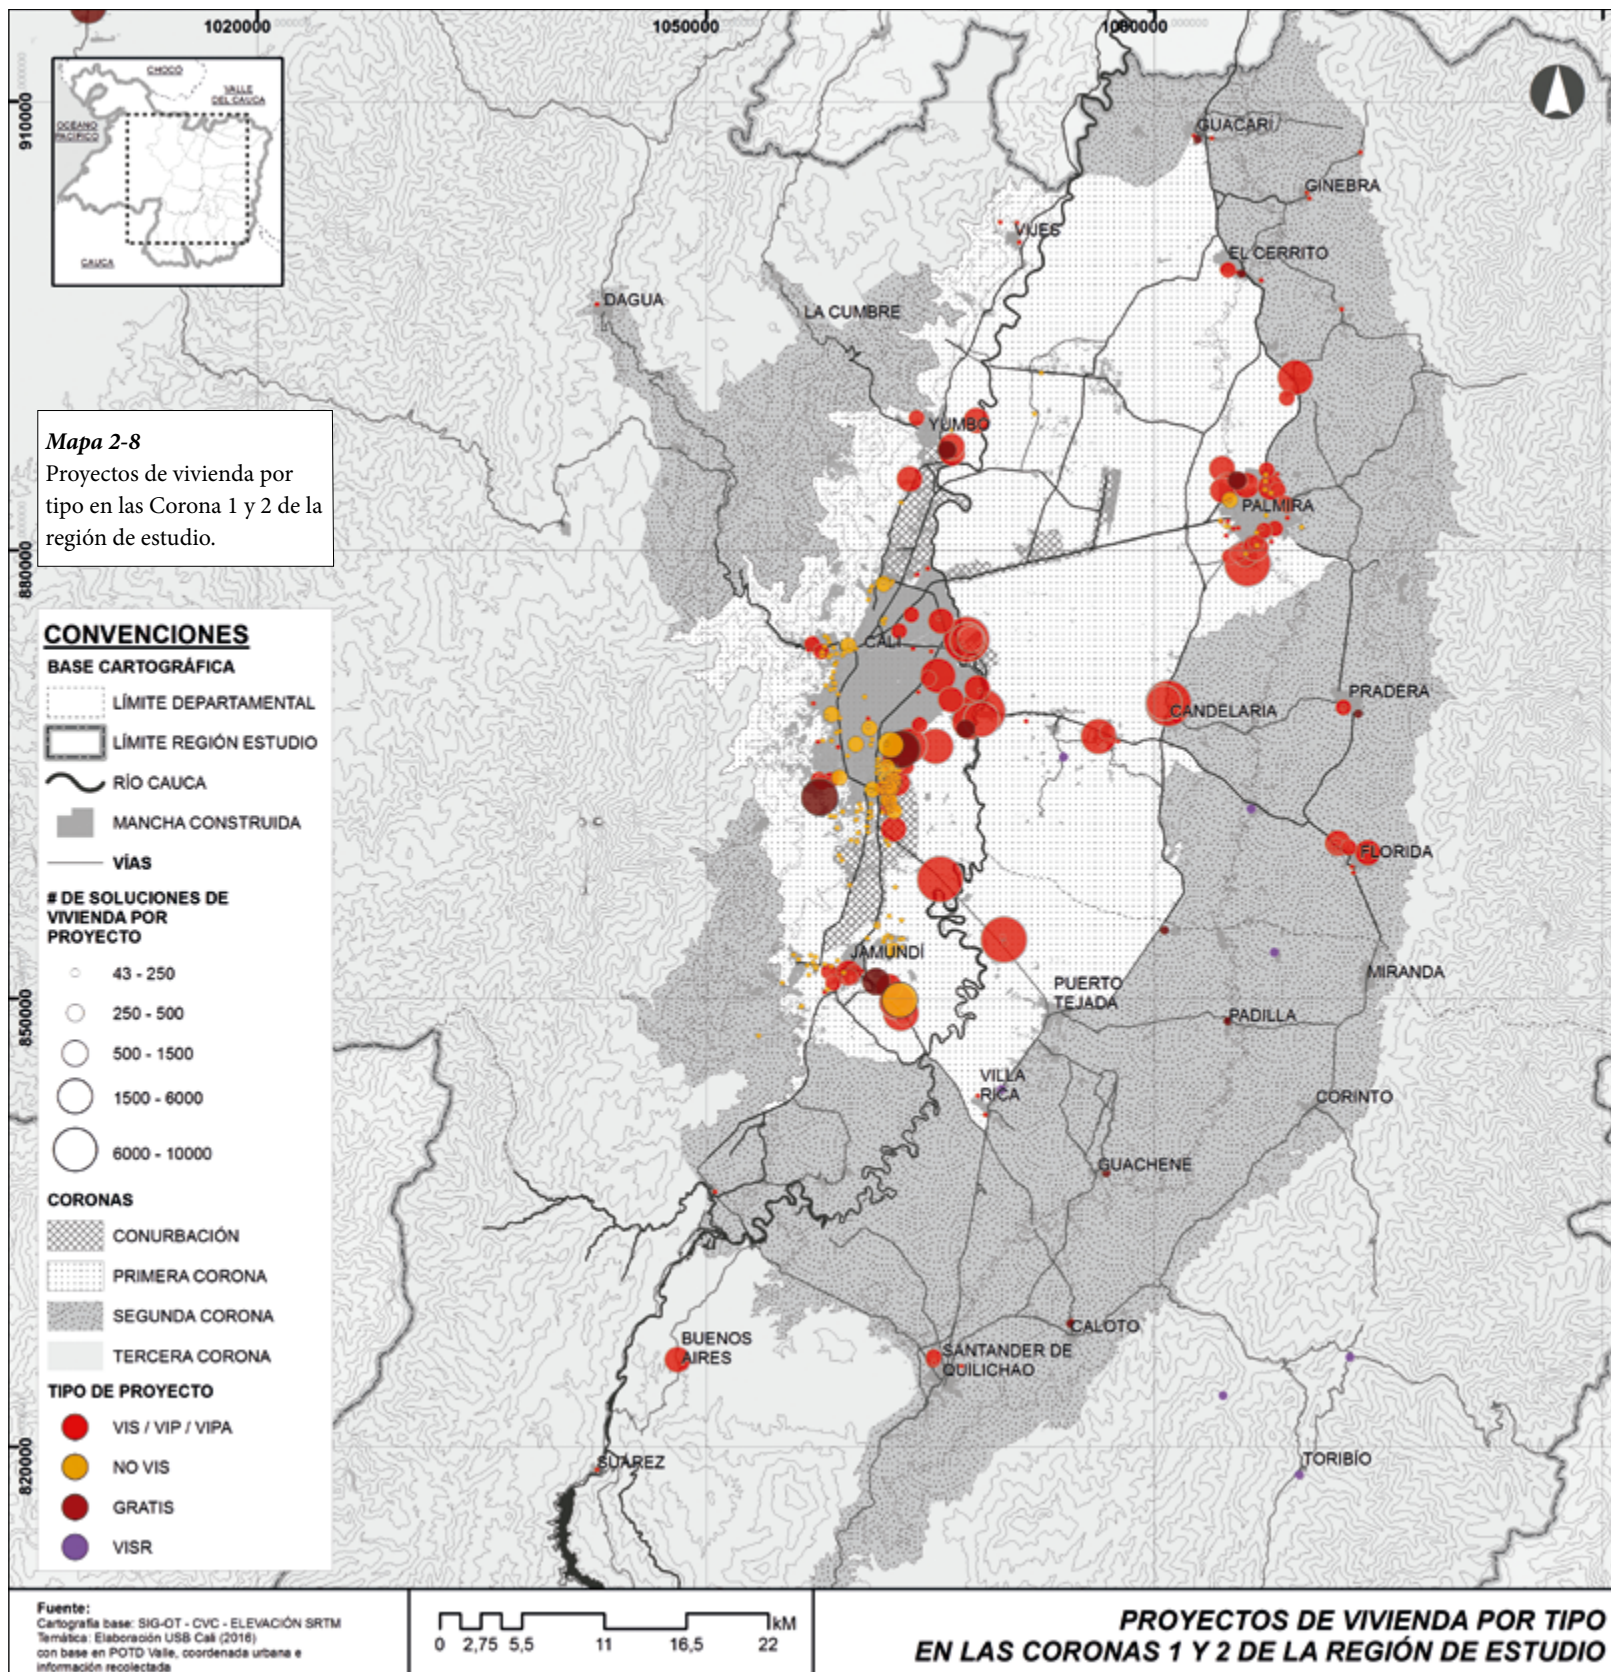 1020000
1050000
1080000
910000
880000
850000
820000
CHOCÓ
VALLE
DEL CAUCA
OCÉANO
PACÍFICO
CAUCA
Mapa 2-8
Proyectos de vivienda por
tipo en las Corona 1 y 2 de la
región de estudio.
CONVENCIONES
BASE CARTOGRÁFICA
LÍMITE DEPARTAMENTAL
LÍMITE REGIÓN ESTUDIO
RÍO CAUCA
MANCHA CONSTRUIDA
VÍAS
# DE SOLUCIONES DE
VIVIENDA POR
PROYECTO
43 - 250
250 - 500
500 - 1500
1500 - 6000
6000 - 10000
CORONAS
CONURBACIÓN
PRIMERA CORONA
SEGUNDA CORONA
TERCERA CORONA
TIPO DE PROYECTO
VIS / VIP / VIPA
NO VIS
GRATIS
VISR
GUACARÍ
GINEBRA
VIJES
EL CERRITO
DAGUA
LA CUMBRE
YUMBO
PALMIRA
CALI
PRADERA
CANDELARIA
FLORIDA
JAMUNDÍ
MIRANDA
PUERTO
TEJADA
PADILLA
VILLA
RICA
CORINTO
GUACHENE
CALOTO
BUENOS
AIRES
SANTANDER DE
QUILICHAO
TORIBÍO
SUÁREZ
Fuente:
Cartografía base: SIG-OT - CVC - ELEVACIÓN SRTM
Temática: Elaboración USB Cali (2016)
con base en POTD Valle, coordenada urbana e
información recolectada
kM
0 2,75 5,5 11 16,5 22
PROYECTOS DE VIVIENDA POR TIPO
EN LAS CORONAS 1 Y 2 DE LA REGIÓN DE ESTUDIO